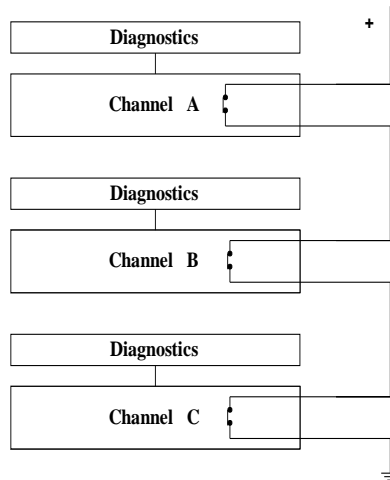 +
Diagnostics
Channel A
Diagnostics
Channel B
Diagnostics
Channel C